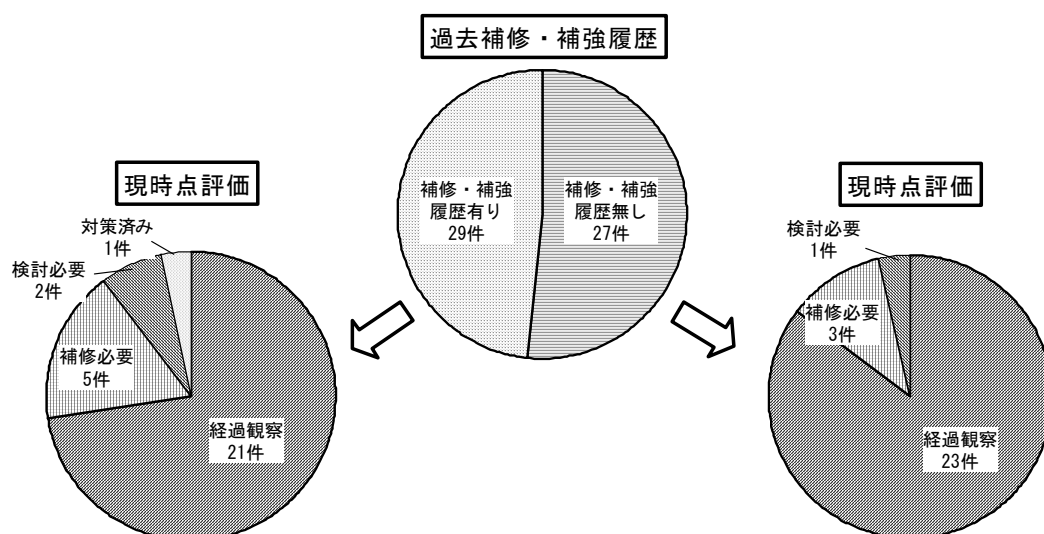 過去補修・補強履歴
補修・補強
履歴有り
29件
補修・補強
履歴無し
27件
現時点評価
対策済み
1件
検討必要
2件
補修必要
5件
経過観察
21件
現時点評価
検討必要
1件
補修必要
3件
経過観察
23件